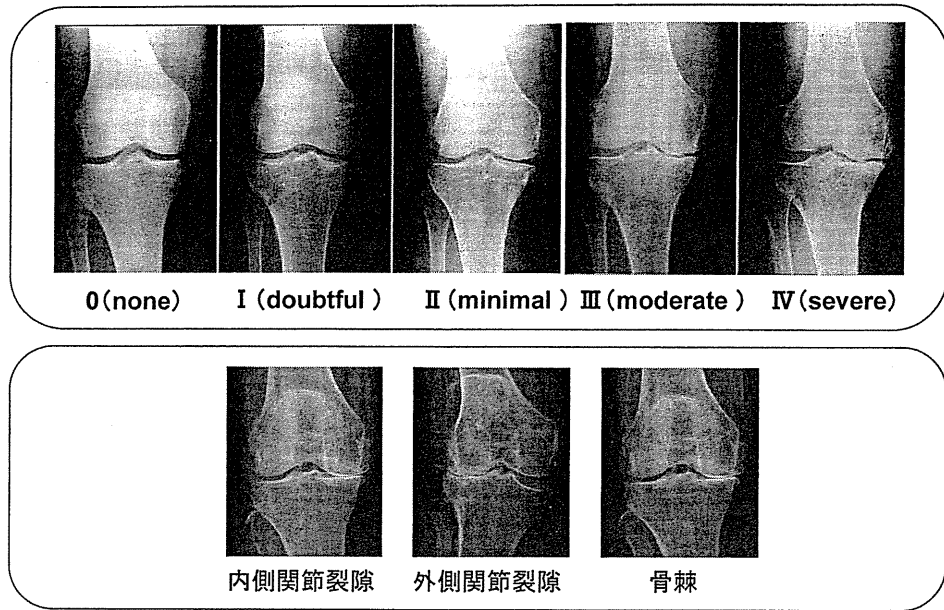 0(none) Ⅰ(doubtful) Ⅱ(minimal) Ⅲ(moderate) Ⅳ(severe)
内側関節裂隙 外側関節裂隙 骨棘